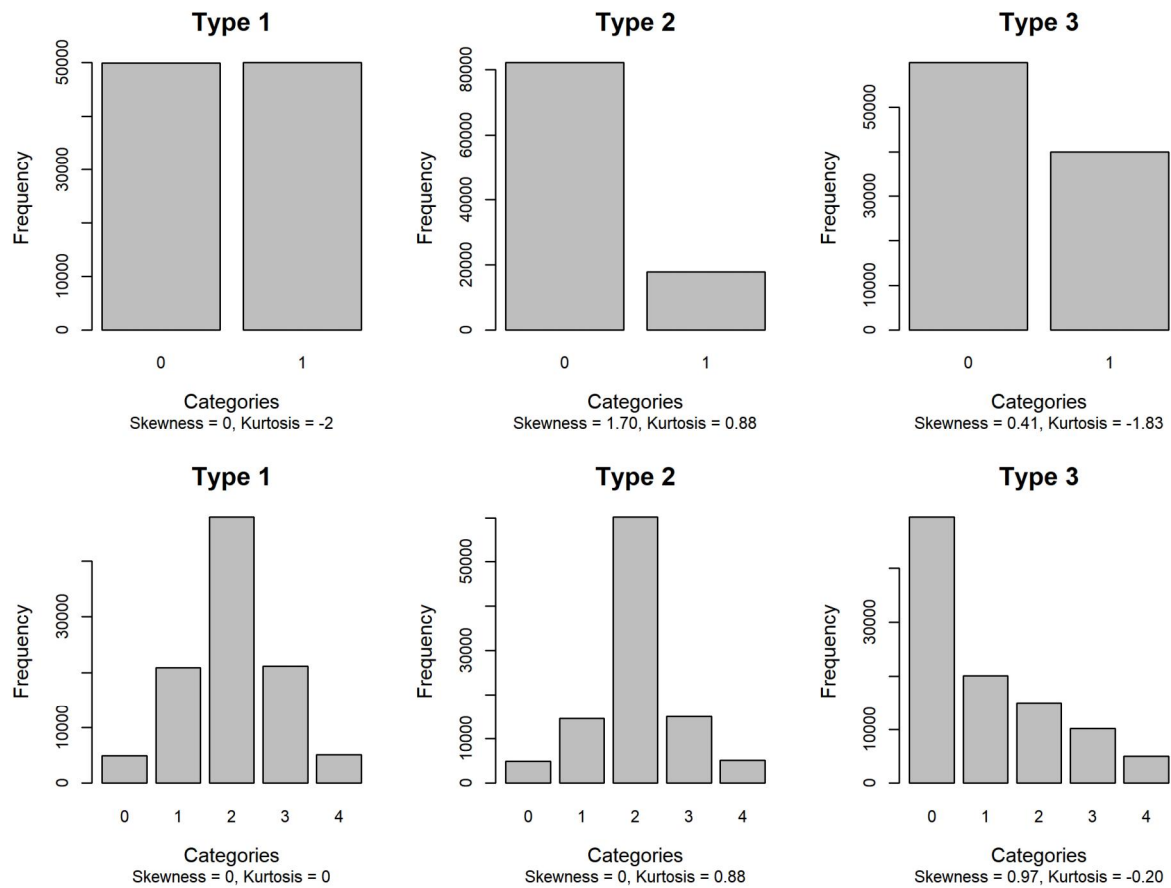 Type 1
Type 2
Type 3
Frequency
0
10000
30000
50000
0
1
Categories
Skewness = 0, Kurtosis = -2
Frequency
0
20000
40000
60000
80000
0
1
Categories
Skewness = 1.70, Kurtosis = 0.88
Frequency
0
10000
30000
50000
0
1
Categories
Skewness = 0.41, Kurtosis = -1.83
Type 1
Type 2
Type 3
Frequency
0
10000
30000
0
1
2
3
4
Categories
Skewness = 0, Kurtosis = 0
Frequency
0
10000
30000
50000
0
1
2
3
4
Categories
Skewness = 0, Kurtosis = 0.88
Frequency
0
10000
30000
0
1
2
3
4
Categories
Skewness = 0.97, Kurtosis = -0.20